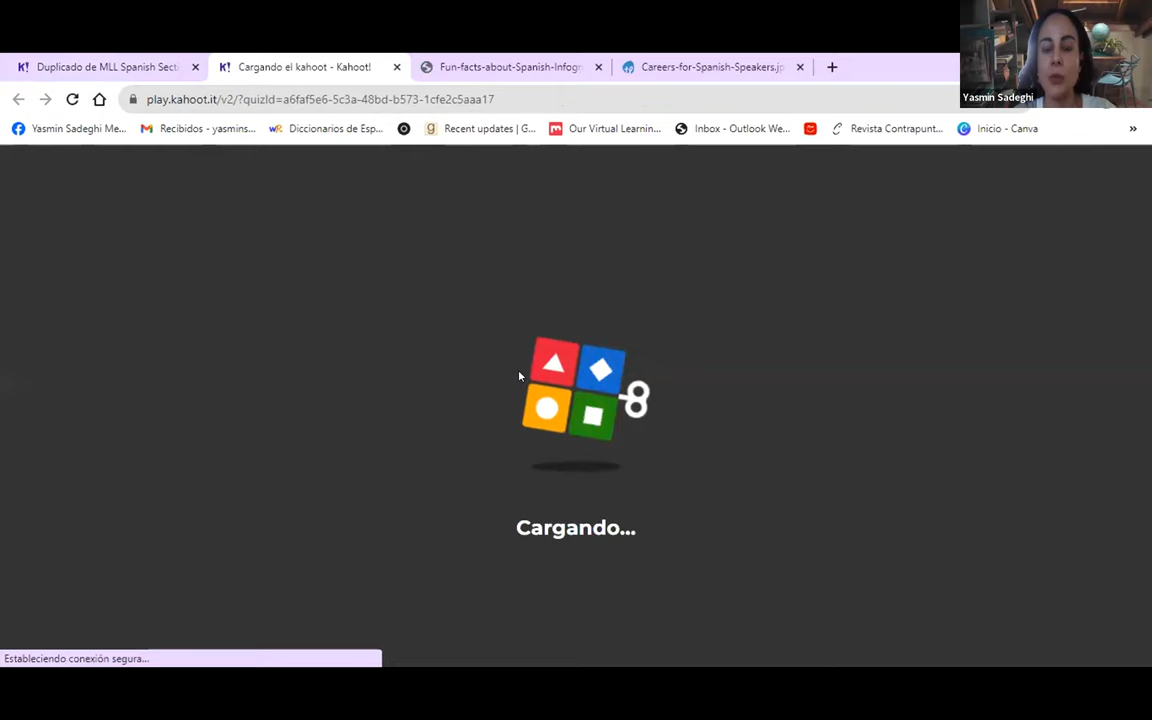 Duplicado de MLL Spanish Secti
Cargando el kahoot - Kahoot!
Fun-facts-about-Spanish-Infogr
Careers-for-Spanish-Speakers.jp
play.kahoot.it/v2/?quizId=a6faf5e6-5c3a-48bd-b573-1cfe2c5aaa17
Yasmin Sadeghi
Yasmin Sadeghi Me...
Recibidos - yasmins...
Diccionarios de Esp...
Recent updates | G...
Our Virtual Learnin...
Inbox - Outlook We...
Revista Contrapunt...
Inicio - Canva
Cargando...
Estableciendo conexión segura...